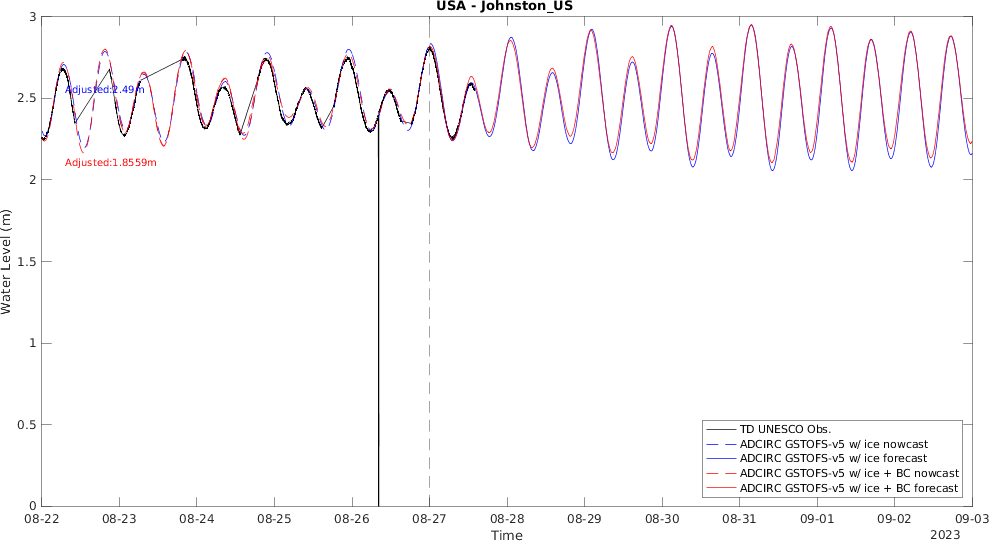 USA - Johnston_US
3
2.5
2
1.5
1
0.5
0
Water Level (m)
Adjusted:2.49m
Adjusted:1.8559m
TD UNESCO Obs.
ADCIRC GSTOFS-v5 w/ ice nowcast
ADCIRC GSTOFS-v5 w/ ice forecast
ADCIRC GSTOFS-v5 w/ ice + BC nowcast
ADCIRC GSTOFS-v5 w/ ice + BC forecast
08-22 08-23 08-24 08-25 08-26 08-27 08-28 08-29 08-30 08-31 09-01 09-02 09-03
Time
2023